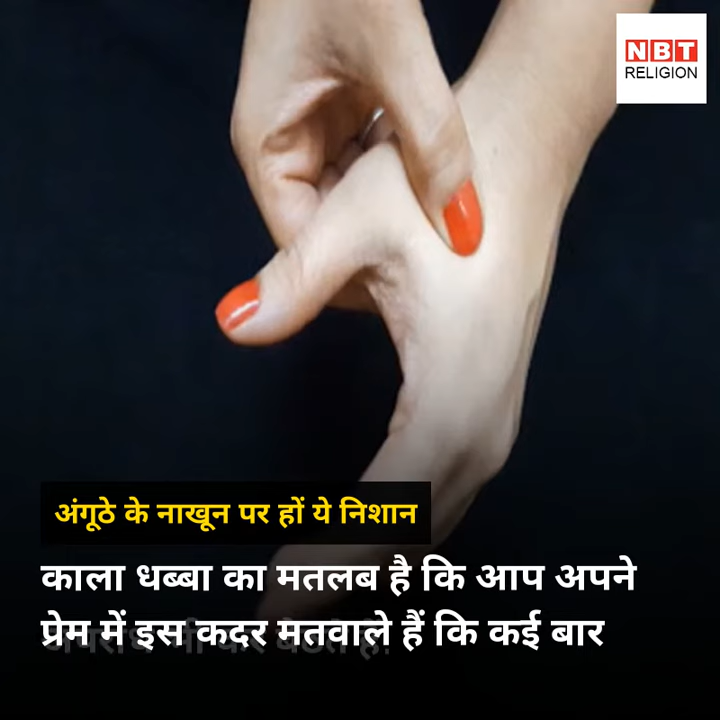 NBT
RELIGION
अंगूठे के नाखून पर हों ये निशान
काला धब्बा का मतलब है कि आप अपने
प्रेम में इस कदर मतवाले हैं कि कई बार